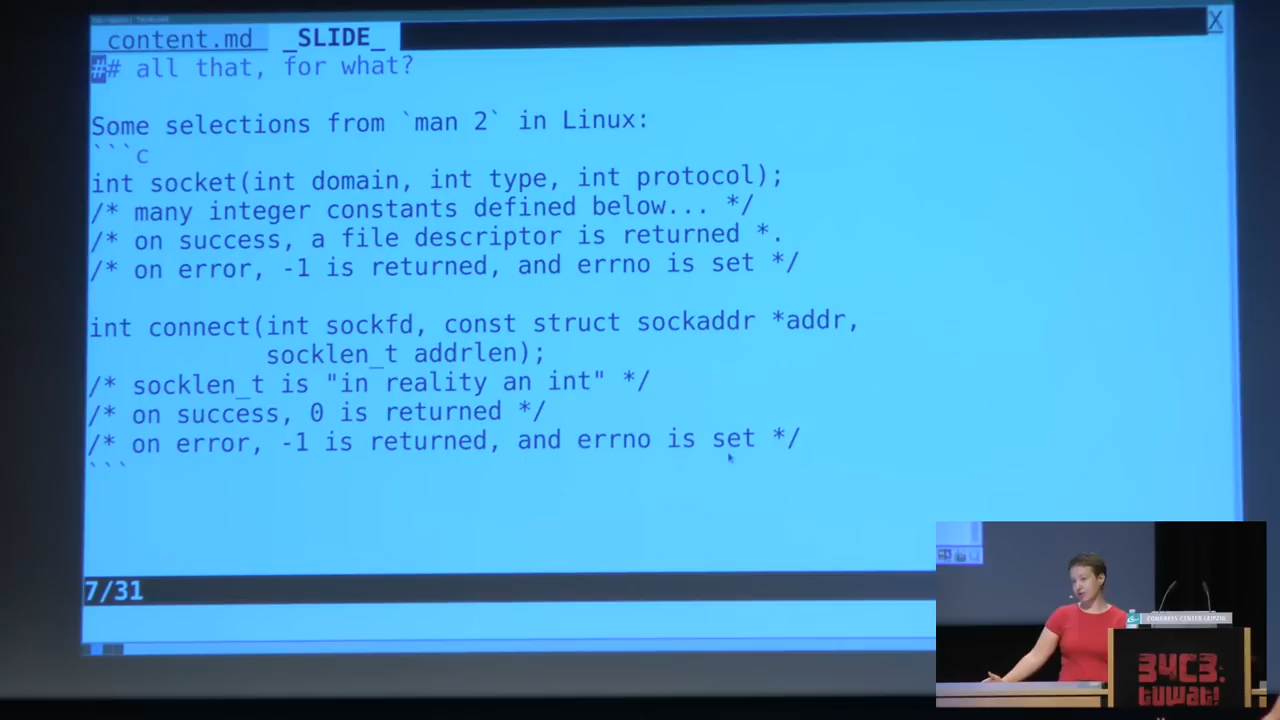 content.md _SLIDE_ X
## all that, for what?
Some selections from `man 2` in Linux:
```c
int socket(int domain, int type, int protocol);
/* many integer constants defined below... */
/* on success, a file descriptor is returned *.
/* on error, -1 is returned, and errno is set */
int connect(int sockfd, const struct sockaddr *addr,
socklen_t addrlen);
/* socklen_t is "in reality an int" */
/* on success, 0 is returned */
/* on error, -1 is returned, and errno is set */
```
7/31
CONGRESS CENTER LEIPZIG
34C3.
tuwat!